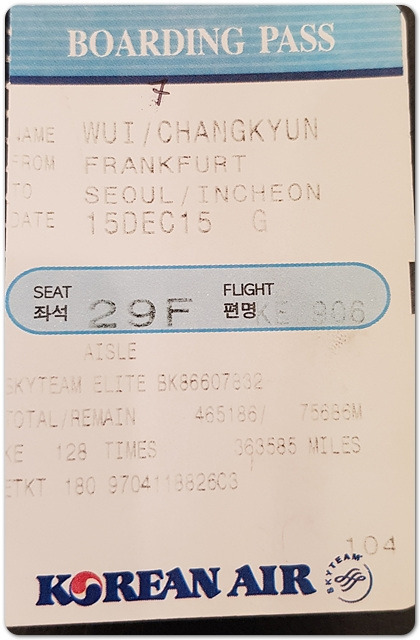 BOARDING PASS
7
NAME WUI/CHANGKYUN
FROM FRANKFURT
TO SEOUL/INCHEON
DATE 15DEC15 G
SEAT FLIGHT
좌석 29F 편명 KE 906
AISLE
SKYTEAM ELITE
TOTAL/REMAIN 465186/ 75686M
KE 128 TIMES 363585 MILES
ETKT 180
104
KOREAN AIR SKYTEAM